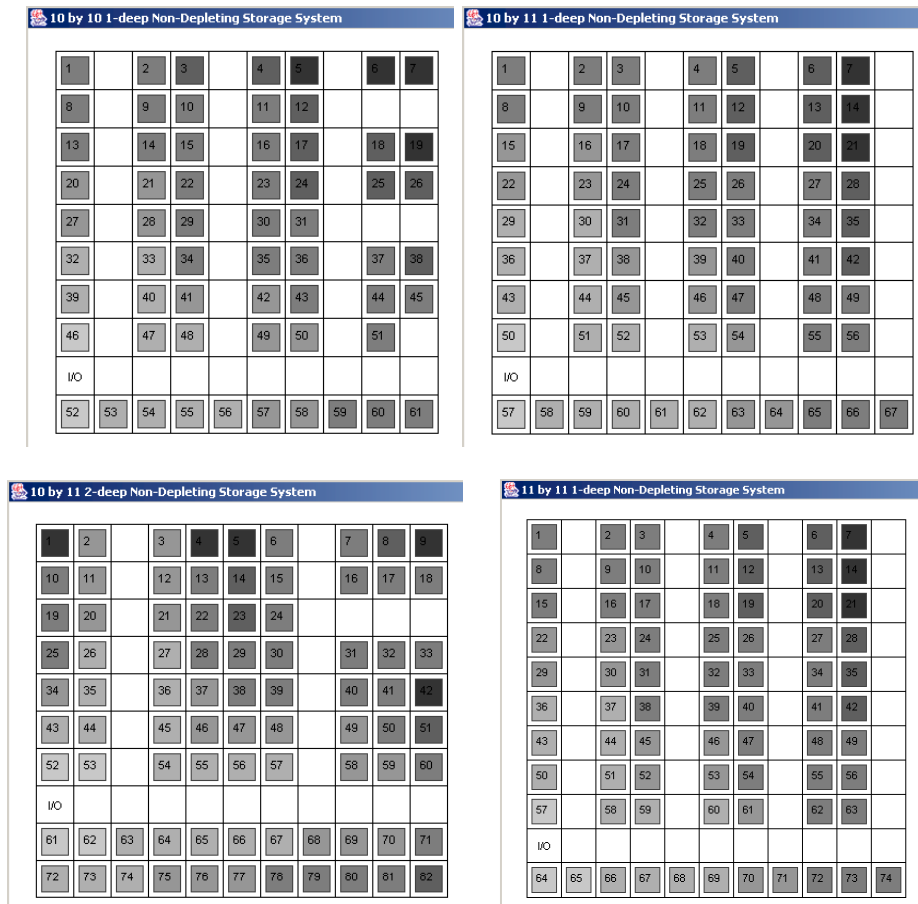 10 by 10 1-deep Non-Depleting Storage System
1 2 3 4 5 6 7
8 9 10 11 12
13 14 15 16 17 18 19
20 21 22 23 24 25 26
27 28 29 30 31
32 33 34 35 36 37 38
39 40 41 42 43 44 45
46 47 48 49 50 51
I/O
52 53 54 55 56 57 58 59 60 61
10 by 11 1-deep Non-Depleting Storage System
1 2 3 4 5 6 7
8 9 10 11 12 13 14
15 16 17 18 19 20 21
22 23 24 25 26 27 28
29 30 31 32 33 34 35
36 37 38 39 40 41 42
43 44 45 46 47 48 49
50 51 52 53 54 55 56
I/O
57 58 59 60 61 62 63 64 65 66 67
10 by 11 2-deep Non-Depleting Storage System
1 2 3 4 5 6 7 8 9
10 11 12 13 14 15 16 17 18
19 20 21 22 23 24
25 26 27 28 29 30 31 32 33
34 35 36 37 38 39 40 41 42
43 44 45 46 47 48 49 50 51
52 53 54 55 56 57 58 59 60
I/O
61 62 63 64 65 66 67 68 69 70 71
72 73 74 75 76 77 78 79 80 81 82
11 by 11 1-deep Non-Depleting Storage System
1 2 3 4 5 6 7
8 9 10 11 12 13 14
15 16 17 18 19 20 21
22 23 24 25 26 27 28
29 30 31 32 33 34 35
36 37 38 39 40 41 42
43 44 45 46 47 48 49
50 51 52 53 54 55 56
57 58 59 60 61 62 63
I/O
64 65 66 67 68 69 70 71 72 73 74